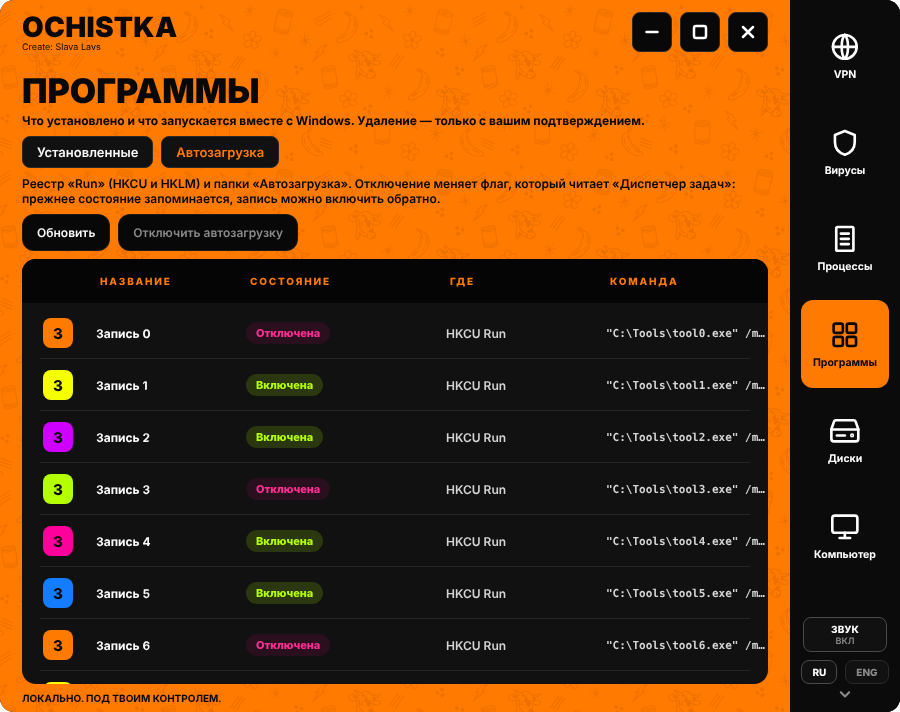 OCHISTKA
Create: Slava Lavs
ПРОГРАММЫ
Что установлено и что запускается вместе с Windows. Удаление — только с вашим подтверждением.
Установленные Автозагрузка
Реестр «Run» (HKCU и HKLM) и папки «Автозагрузка». Отключение меняет флаг, который читает «Диспетчер задач»:
прежнее состояние запоминается, запись можно включить обратно.
Обновить Отключить автозагрузку
НАЗВАНИЕ СОСТОЯНИЕ ГДЕ КОМАНДА
З Запись 0 Отключена HKCU Run "C:\Tools\tool0.exe" /m…
З Запись 1 Включена HKCU Run "C:\Tools\tool1.exe" /m…
З Запись 2 Включена HKCU Run "C:\Tools\tool2.exe" /m…
З Запись 3 Отключена HKCU Run "C:\Tools\tool3.exe" /m…
З Запись 4 Включена HKCU Run "C:\Tools\tool4.exe" /m…
З Запись 5 Включена HKCU Run "C:\Tools\tool5.exe" /m…
З Запись 6 Отключена HKCU Run "C:\Tools\tool6.exe" /m…
ЛОКАЛЬНО. ПОД ТВОИМ КОНТРОЛЕМ.
VPN
Вирусы
Процессы
Программы
Диски
Компьютер
ЗВУК
ВКЛ
RU ENG